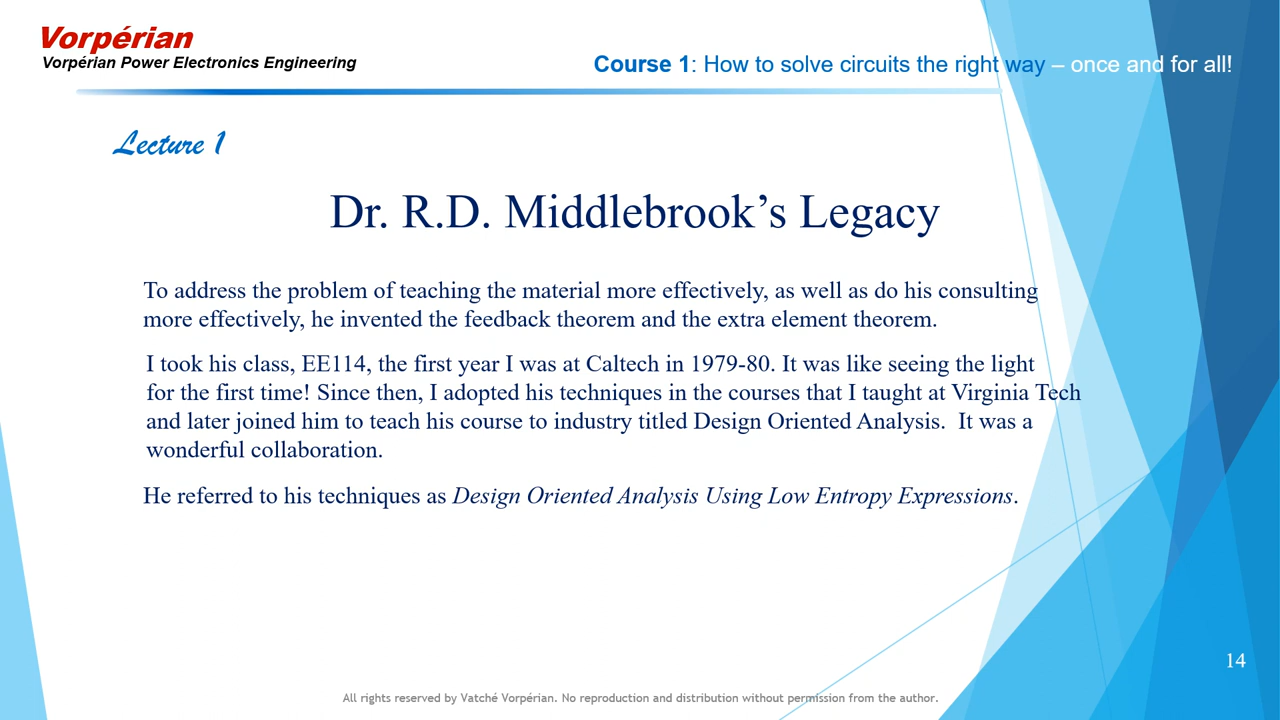 Vorpérian
Vorpérian Power Electronics Engineering
Course 1: How to solve circuits the right way – once and for all!
Lecture 1
Dr. R.D. Middlebrook’s Legacy
To address the problem of teaching the material more effectively, as well as do his consulting
more effectively, he invented the feedback theorem and the extra element theorem.
I took his class, EE114, the first year I was at Caltech in 1979-80. It was like seeing the light
for the first time! Since then, I adopted his techniques in the courses that I taught at Virginia Tech
and later joined him to teach his course to industry titled Design Oriented Analysis.  It was a
wonderful collaboration.
He referred to his techniques as Design Oriented Analysis Using Low Entropy Expressions.
14
All rights reserved by Vatché Vorpérian. No reproduction and distribution without permission from the author.